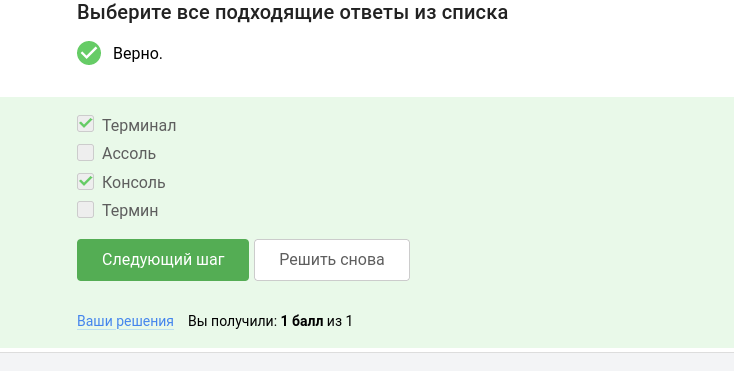 Выберите все подходящие ответы из списка
Верно.
Терминал
Ассоль
Консоль
Термин
Следующий шаг
Решить снова
Ваши решения Вы получили: 1 балл из 1